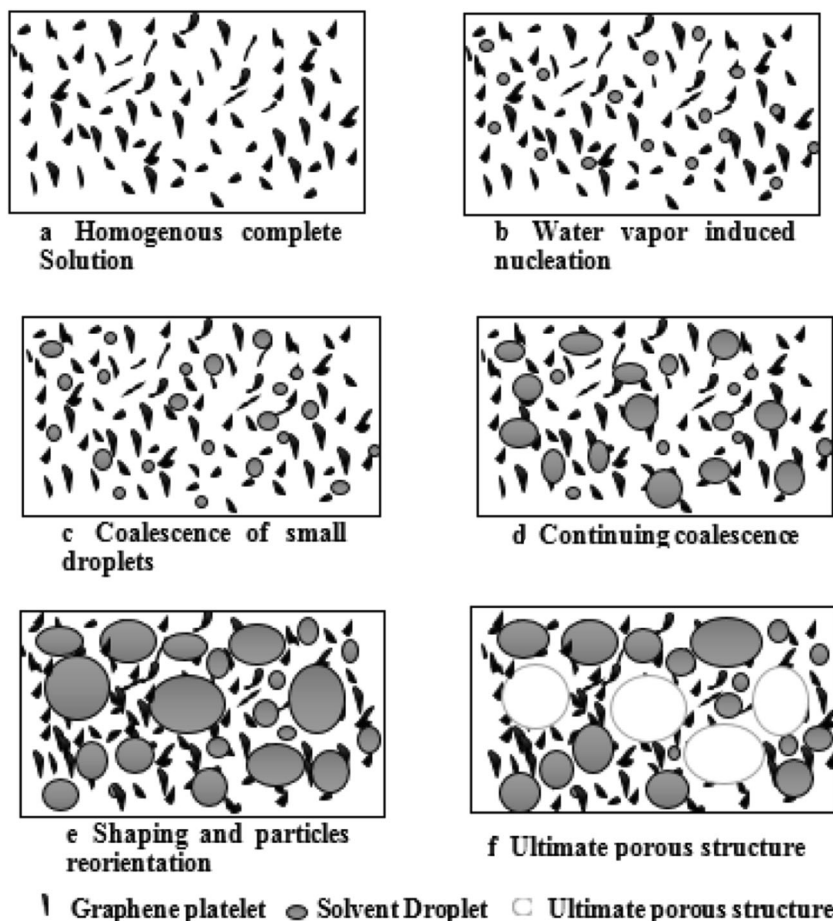 a Homogenous complete
Solution
b Water vapor induced
nucleation
c Coalescence of small
droplets
d Continuing coalescence
e Shaping and particles
reorientation
f Ultimate porous structure
Graphene platelet Solvent Droplet Ultimate porous structure